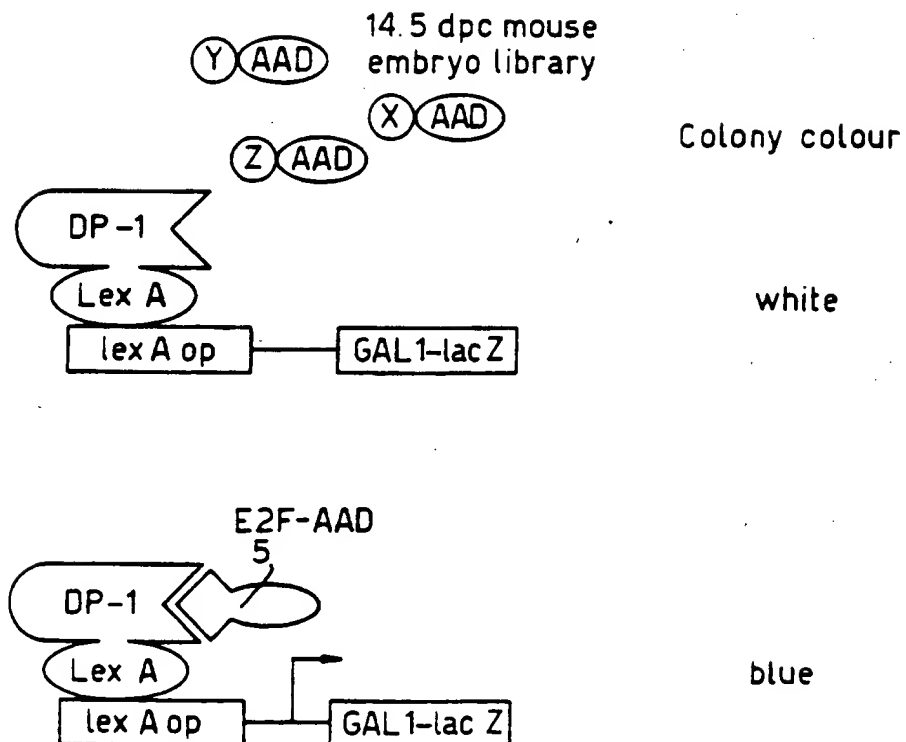 14.5 dpc mouse
embryo library
Y AAD
X AAD
Z AAD
Colony colour
DP-1
Lex A
white
lex A op
GAL1-lac Z
E2F-AAD
5
DP-1
Lex A
blue
lex A op
GAL1-lac Z